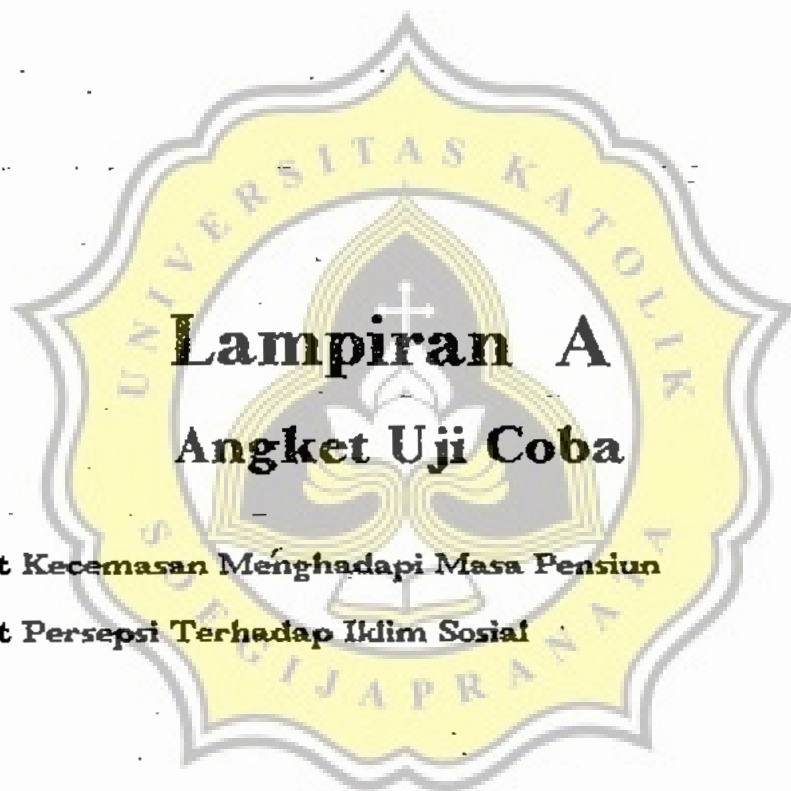 UNIVERSITAS KATOLIK
Lampiran A
Angket Uji Coba
t Kecemasan Menghadapi Masa Pensiun
t Persepsi Terhadap Iklim Sosial
SOEGIJAPRANATA